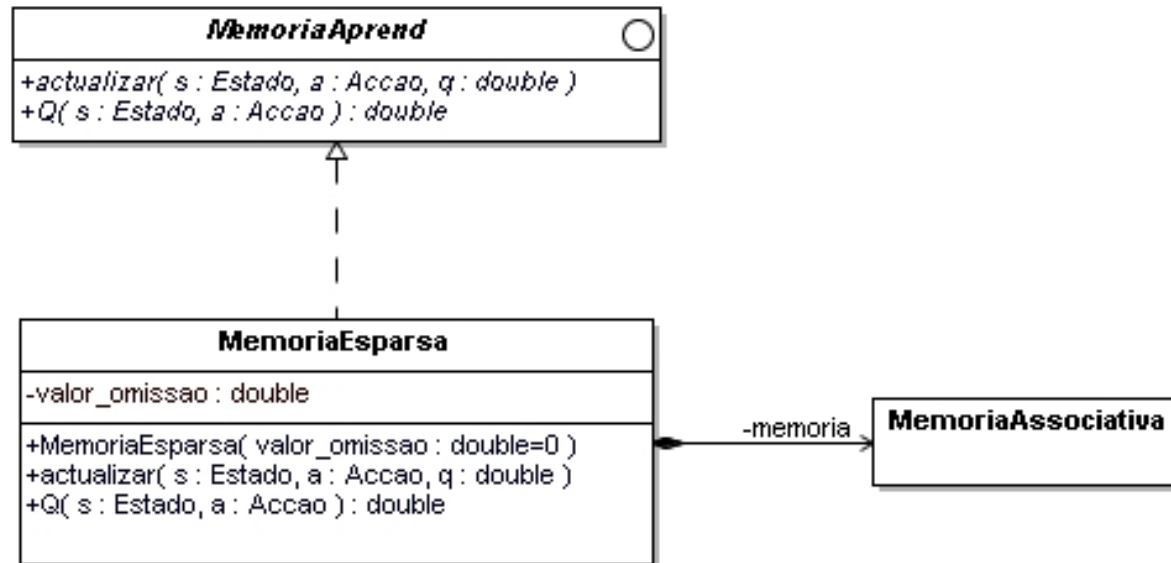 MemoriaAprend
+actualizar( s : Estado, a : Accao, q : double )
+Q( s : Estado, a : Accao ) : double
MemoriaEsparsa
-valor_omissao : double
+MemoriaEsparsa( valor_omissao : double=0 )
+actualizar( s : Estado, a : Accao, q : double )
+Q( s : Estado, a : Accao ) : double
-memoria
MemoriaAssociativa